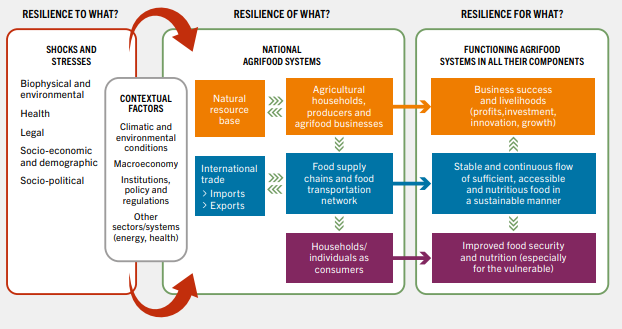 RESILIENCE TO WHAT?
RESILIENCE OF WHAT?
RESILIENCE FOR WHAT?
SHOCKS AND
STRESSES
Biophysical and
environmental
Health
Legal
Socio-economic
and demographic
Socio-political
CONTEXTUAL
FACTORS
Climatic and
environmental
conditions
Macroeconomy
Institutions,
policy and
regulations
Other
sectors/systems
(energy, health)
NATIONAL
AGRIFOOD SYSTEMS
Natural
resource
base
Agricultural
households,
producers and
agrifood businesses
International
trade
> Imports
> Exports
Food supply
chains and food
transportation
network
Households/
individuals as
consumers
FUNCTIONING AGRIFOOD
SYSTEMS IN ALL THEIR COMPONENTS
Business success
and livelihoods
(profits,investment,
innovation, growth)
Stable and continuous flow
of sufficient, accessible
and nutritious food in
a sustainable manner
Improved food security
and nutrition (especially
for the vulnerable)